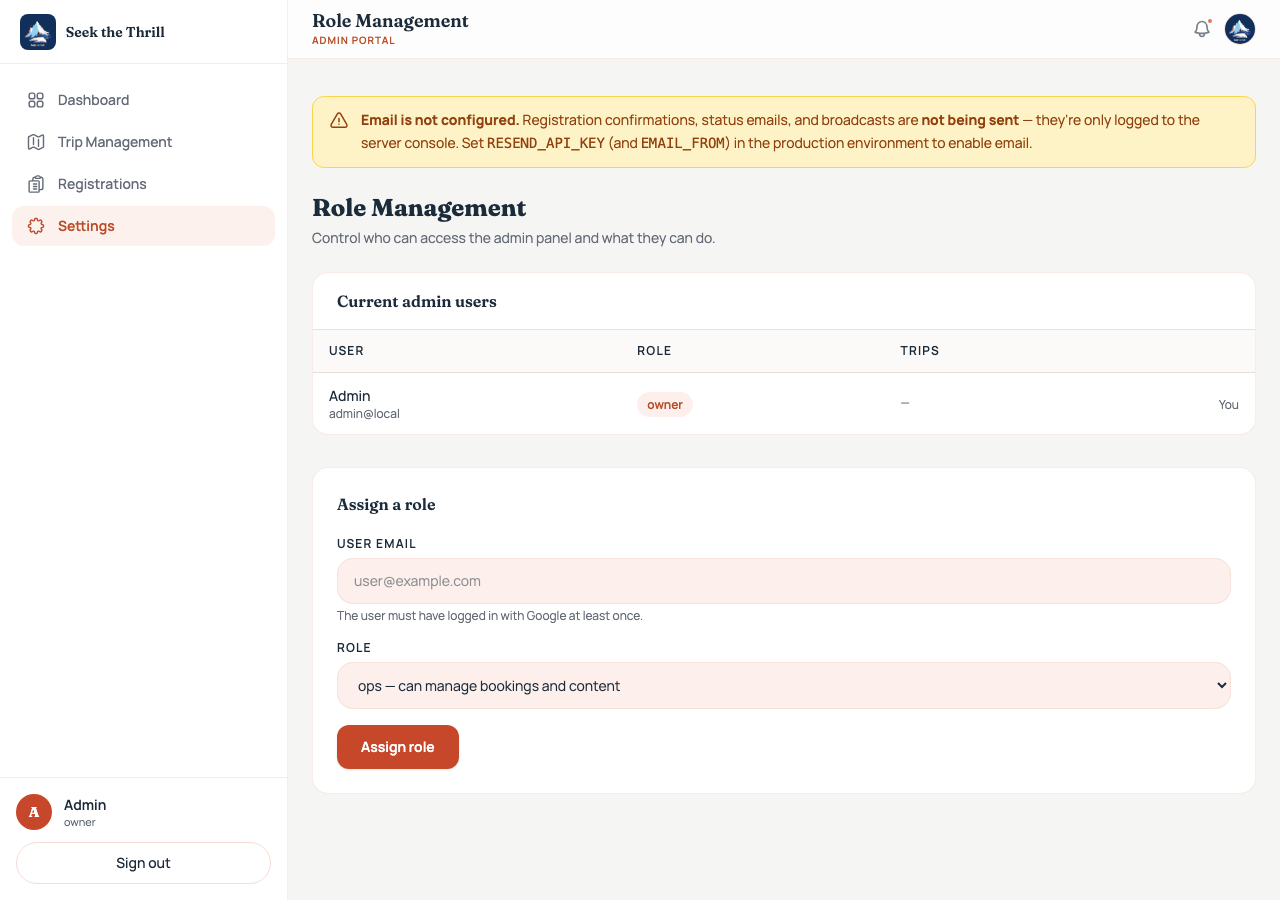 Seek the Thrill
Dashboard
Trip Management
Registrations
Settings
A
Admin
owner
Sign out
Role Management
ADMIN PORTAL
Email is not configured. Registration confirmations, status emails, and broadcasts are not being sent — they're only logged to the
server console. Set RESEND_API_KEY (and EMAIL_FROM) in the production environment to enable email.
Role Management
Control who can access the admin panel and what they can do.
Current admin users
USER ROLE TRIPS
Admin owner — You
admin@local
Assign a role
USER EMAIL
user@example.com
The user must have logged in with Google at least once.
ROLE
ops — can manage bookings and content
Assign role